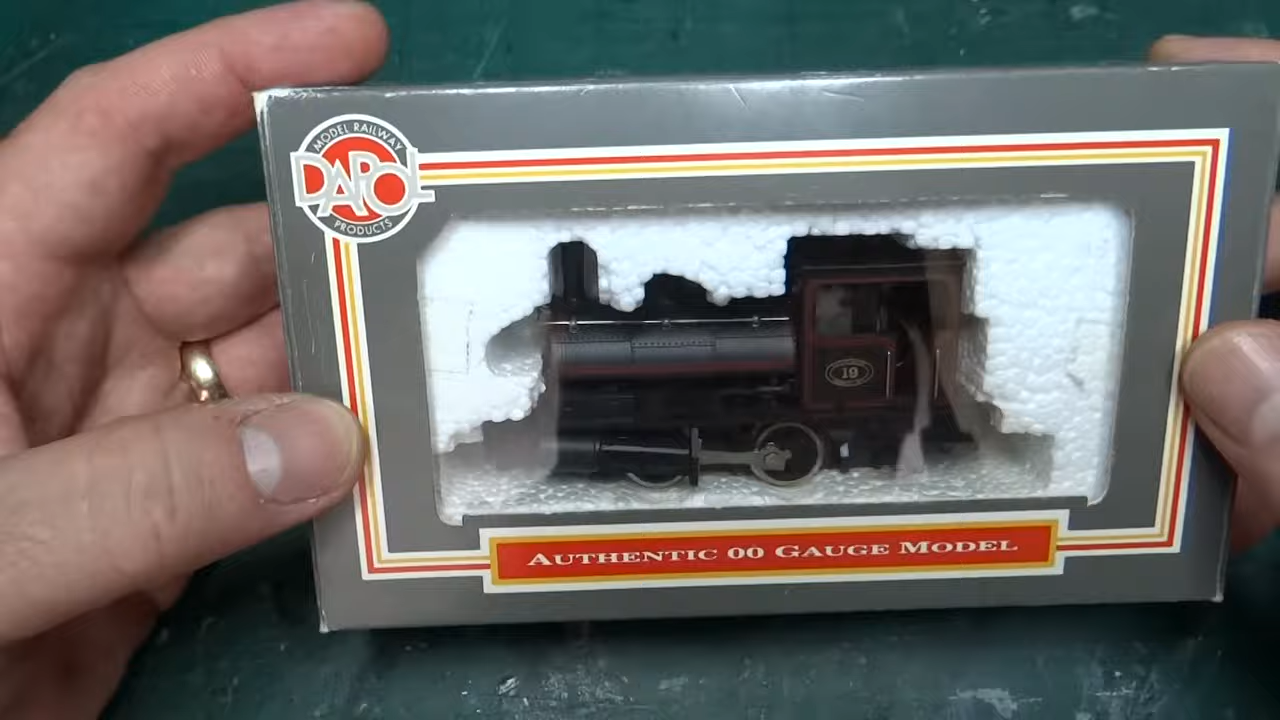 MODEL RAILWAY
DAPOL
PRODUCTS
19
AUTHENTIC 00 GAUGE MODEL